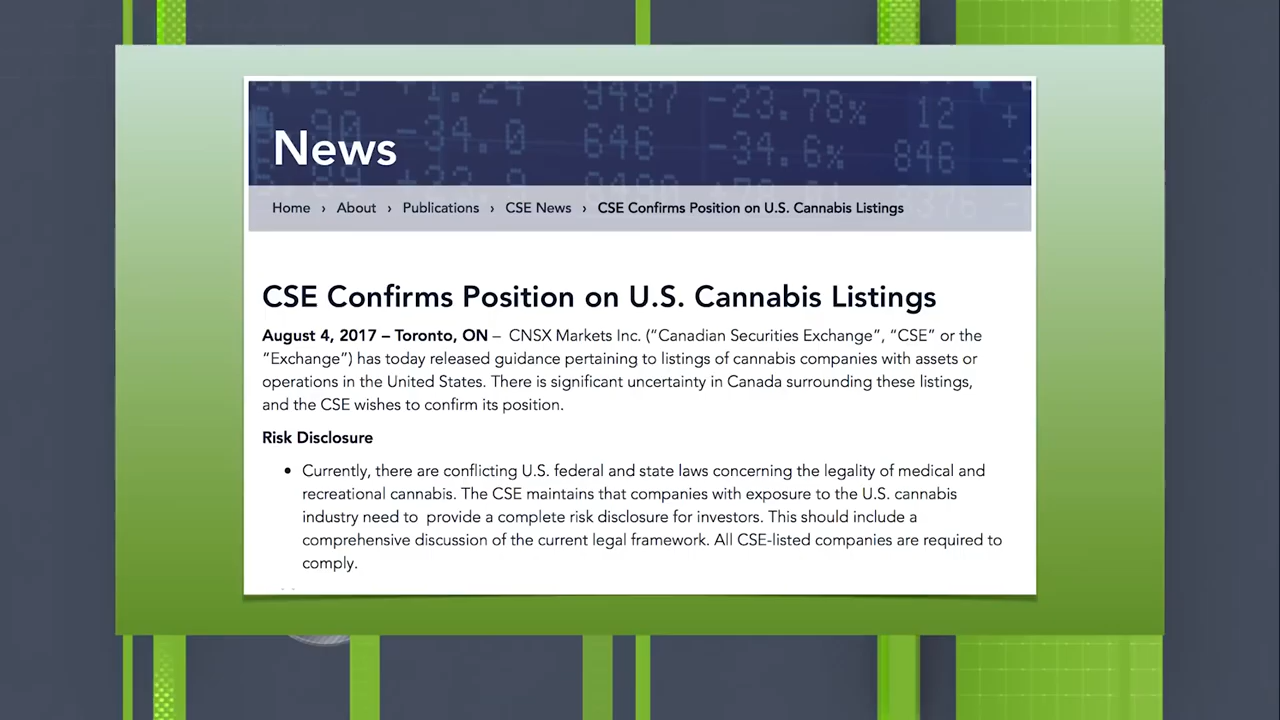 News
Home › About › Publications › CSE News › CSE Confirms Position on U.S. Cannabis Listings
CSE Confirms Position on U.S. Cannabis Listings
August 4, 2017 – Toronto, ON – CNSX Markets Inc. (“Canadian Securities Exchange”, “CSE” or the
“Exchange”) has today released guidance pertaining to listings of cannabis companies with assets or
operations in the United States. There is significant uncertainty in Canada surrounding these listings,
and the CSE wishes to confirm its position.
Risk Disclosure
• Currently, there are conflicting U.S. federal and state laws concerning the legality of medical and
recreational cannabis. The CSE maintains that companies with exposure to the U.S. cannabis
industry need to provide a complete risk disclosure for investors. This should include a
comprehensive discussion of the current legal framework. All CSE-listed companies are required to
comply.